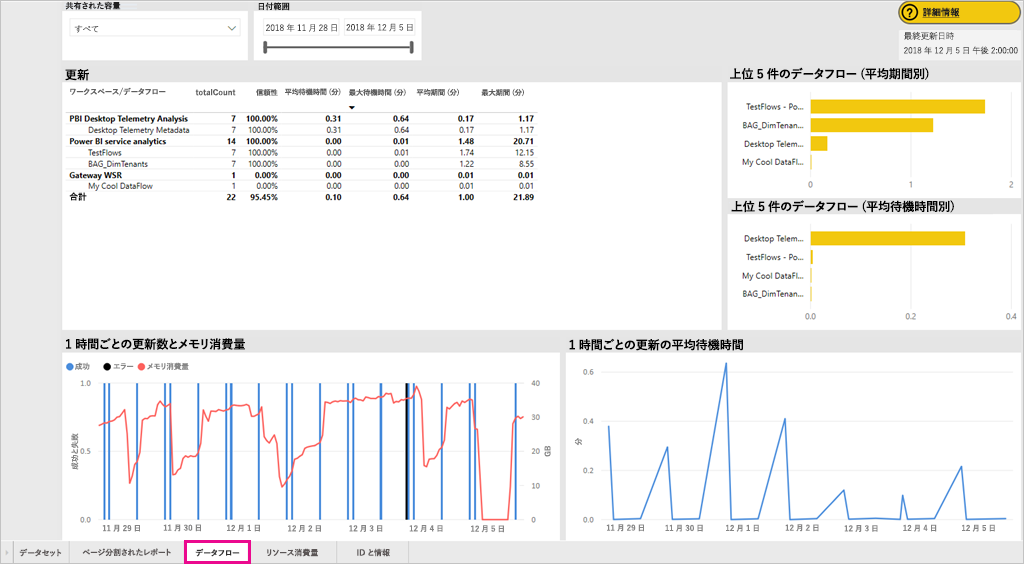 共有された容量
すべて
日付範囲
2018 年 11 月 28 日 2018 年 12 月 5 日
? 詳細情報
最終更新日時
2018 年 12 月 5 日 午後 2:00:00
更新
ワークスペース/データフロー totalCount 信頼性 平均待機時間 (分) 最大待機時間 (分) 平均期間 (分) 最大期間 (分)
PBI Desktop Telemetry Analysis 7 100.00% 0.31 0.64 0.17 1.17
Desktop Telemetry Metadata 7 100.00% 0.31 0.64 0.17 1.17
Power BI service analytics 14 100.00% 0.00 0.01 1.48 20.71
TestFlows 7 100.00% 0.00 0.01 1.74 12.15
BAG_DimTenants 7 100.00% 0.00 0.00 1.22 8.55
Gateway WSR 1 0.00% 0.00 0.00 0.01 0.01
My Cool DataFlow 1 0.00% 0.00 0.00 0.01 0.01
合計 22 95.45% 0.10 0.64 1.00 21.89
上位 5 件のデータフロー (平均期間別)
TestFlows - Po...
BAG_DimTenan...
Desktop Telem...
My Cool DataFl...
0 1 2
上位 5 件のデータフロー (平均待機時間別)
Desktop Telem...
TestFlows - Po...
My Cool DataFl...
BAG_DimTenan...
0.0 0.2 0.4
1 時間ごとの更新数とメモリ消費量
成功 エラー メモリ消費量
成功と失敗
1.0
0.5
0.0
40
30
20
10
0
GB
11 月 29 日 11 月 30 日 12 月 1 日 12 月 2 日 12 月 3 日 12 月 4 日 12 月 5 日
1 時間ごとの更新の平均待機時間
分
0.6
0.4
0.2
0.0
11 月 29 日 11 月 30 日 12 月 1 日 12 月 2 日 12 月 3 日 12 月 4 日 12 月 5 日
データセット ページ分割されたレポート データフロー リソース消費量 ID と情報